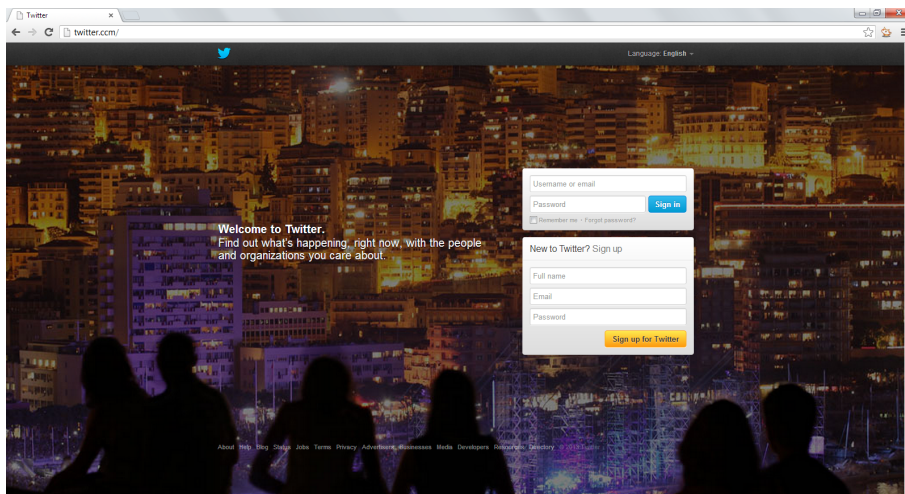 Twitter
twitter.ccm/
Language: English
Username or email
Password
Sign in
Remember me · Forgot password?
Welcome to Twitter.
Find out what's happening, right now, with the people
and organizations you care about.
New to Twitter? Sign up
Full name
Email
Password
Sign up for Twitter
About Help Blog Status Jobs Terms Privacy Advertisers Businesses Media Developers Resources Directory © 2013 Twitter